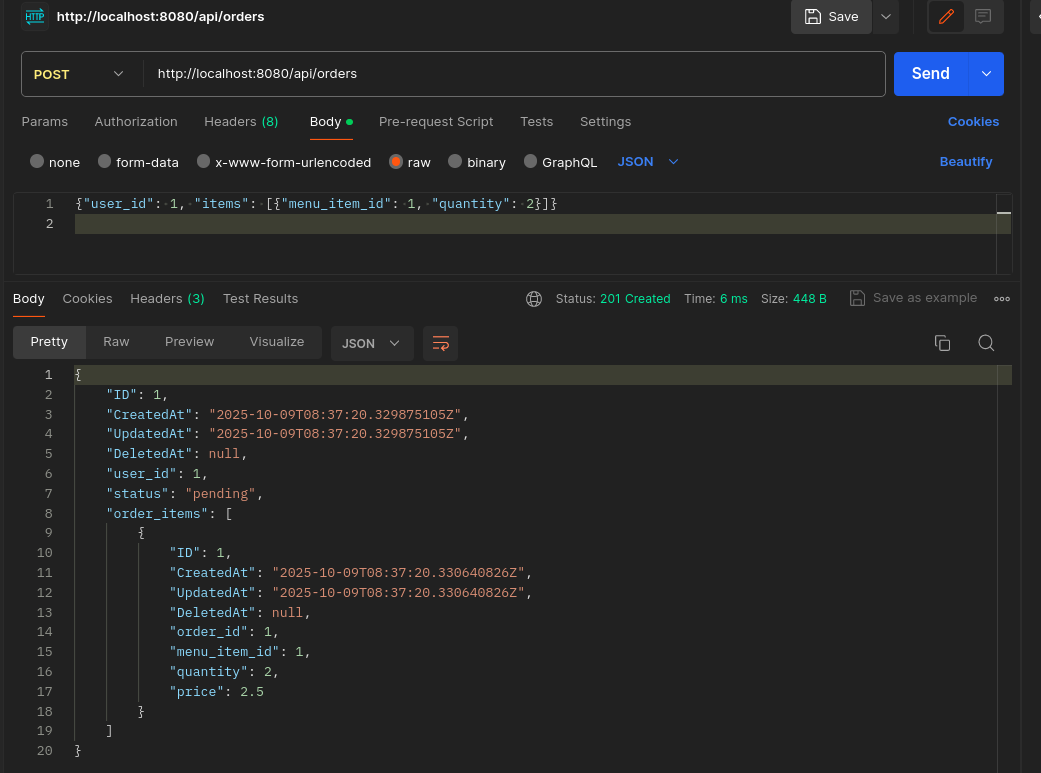 HTTP http://localhost:8080/api/orders Save
POST http://localhost:8080/api/orders Send
Params Authorization Headers (8) Body Pre-request Script Tests Settings Cookies
none form-data x-www-form-urlencoded raw binary GraphQL JSON Beautify
1 {"user_id": 1, "items": [{"menu_item_id": 1, "quantity": 2}]}
2
Body Cookies Headers (3) Test Results Status: 201 Created Time: 6 ms Size: 448 B Save as example
Pretty Raw Preview Visualize JSON
1 {
2 "ID": 1,
3 "CreatedAt": "2025-10-09T08:37:20.329875105Z",
4 "UpdatedAt": "2025-10-09T08:37:20.329875105Z",
5 "DeletedAt": null,
6 "user_id": 1,
7 "status": "pending",
8 "order_items": [
9 {
10 "ID": 1,
11 "CreatedAt": "2025-10-09T08:37:20.330640826Z",
12 "UpdatedAt": "2025-10-09T08:37:20.330640826Z",
13 "DeletedAt": null,
14 "order_id": 1,
15 "menu_item_id": 1,
16 "quantity": 2,
17 "price": 2.5
18 }
19 ]
20 }